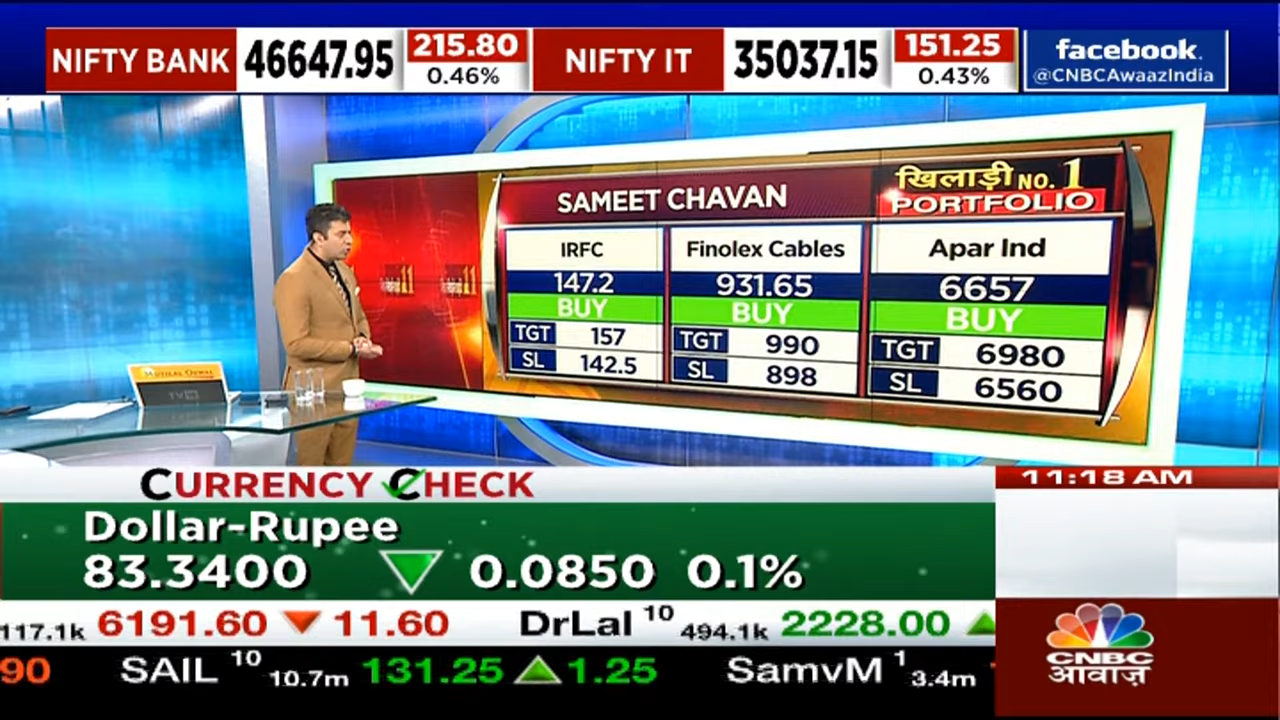 NIFTY BANK 46647.95 215.80 0.46% NIFTY IT 35037.15 151.25 0.43% facebook. @CNBCAwaazIndia
SAMEET CHAVAN
खिलाड़ी NO. 1
PORTFOLIO
IRFC Finolex Cables Apar Ind
147.2 931.65 6657
BUY BUY BUY
TGT 157 TGT 990 TGT 6980
SL 142.5 SL 898 SL 6560
MOTILAL OSWAL
TV18
CURRENCY CHECK
11:18 AM
Dollar-Rupee
83.3400 0.0850 0.1%
117.1k 6191.60 11.60 DrLal 10 494.1k 2228.00
90 SAIL 10 10.7m 131.25 1.25 SamvM 1 3.4m
CNBC
आवाज़